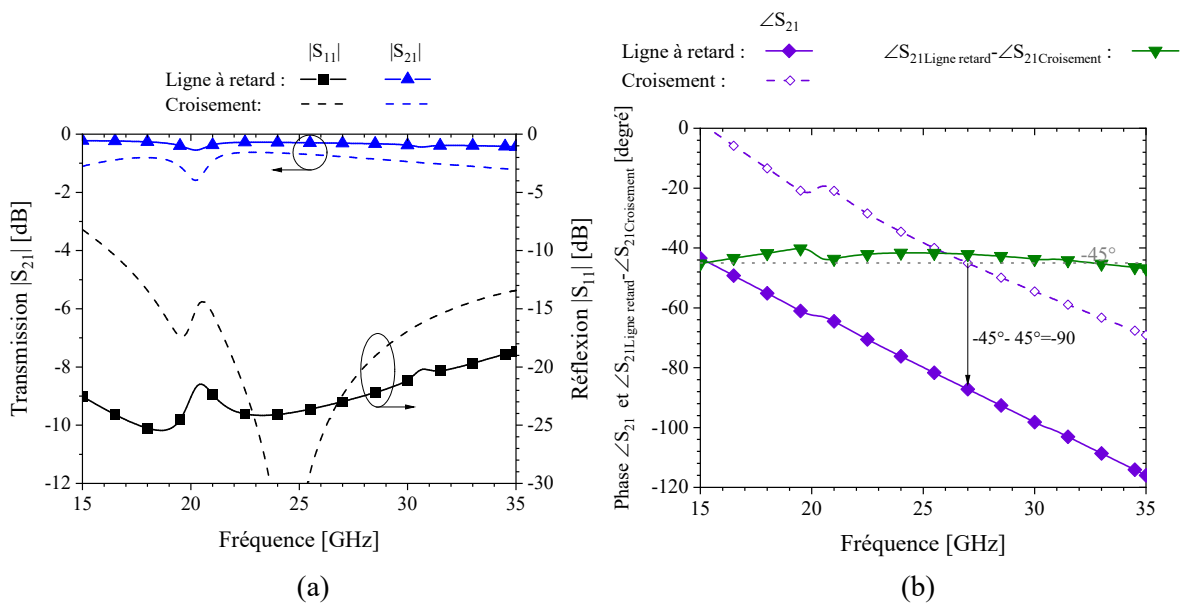 |S11| |S21|
Ligne à retard :
Croisement:
Transmission |S21| [dB]
0
-2
-4
-6
-8
-10
-12
0
-5
-10
-15
-20
-25
-30
Réflexion |S11| [dB]
15 20 25 30 35
Fréquence [GHz]
(a)
∠S21
Ligne à retard :
Croisement :
∠S21Ligne retard-∠S21Croisement :
Phase ∠S21 et ∠S21Ligne retard-∠S21Croisement [degré]
0
-20
-40
-60
-80
-100
-120
-45°
-45°- 45°=-90
15 20 25 30 35
Fréquence [GHz]
(b)